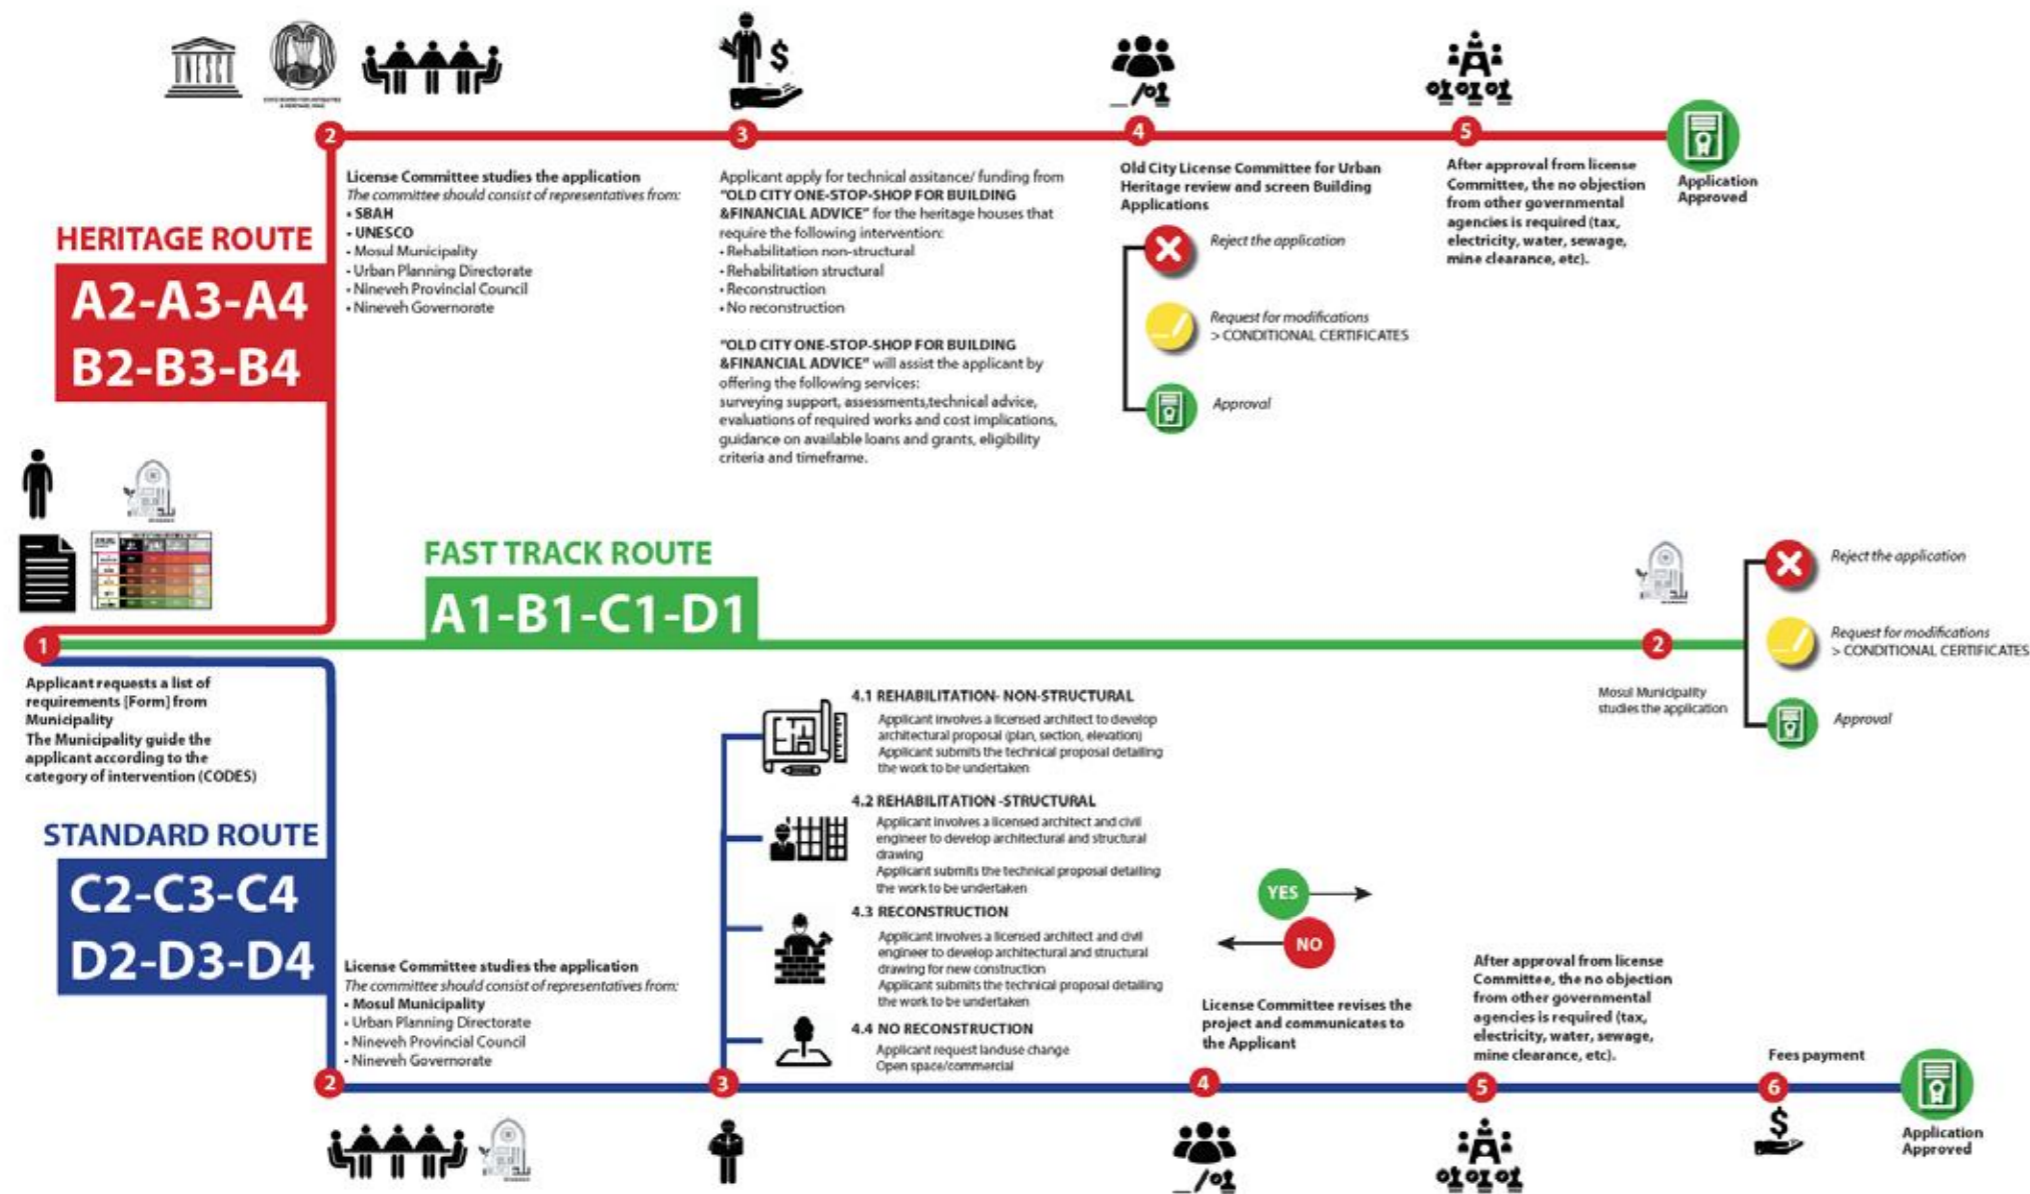 UNESCO
2
3
4
5
License Committee studies the application
The committee should consist of representatives from:
• SBAH
• UNESCO
• Mosul Municipality
• Urban Planning Directorate
• Nineveh Provincial Council
• Nineveh Governorate
Applicant apply for technical assitance/ funding from
"OLD CITY ONE-STOP-SHOP FOR BUILDING
&FINANCIAL ADVICE" for the heritage houses that
require the following intervention:
• Rehabilitation non-structural
• Rehabilitation structural
• Reconstruction
• No reconstruction
"OLD CITY ONE-STOP-SHOP FOR BUILDING
&FINANCIAL ADVICE" will assist the applicant by
offering the following services:
surveying support, assessments,technical advice,
evaluations of required works and cost implications,
guidance on available loans and grants, eligibility
criteria and timeframe.
Old City License Committee for Urban
Heritage review and screen Building
Applications
Reject the application
Request for modifications
> CONDITIONAL CERTIFICATES
Approval
After approval from license
Committee, the no objection
from other governmental
agencies is required (tax,
electricity, water, sewage,
mine clearance, etc).
Application
Approved
HERITAGE ROUTE
A2-A3-A4
B2-B3-B4
FAST TRACK ROUTE
A1-B1-C1-D1
1
2
Reject the application
Request for modifications
> CONDITIONAL CERTIFICATES
Approval
Mosul Municipality
studies the application
Applicant requests a list of
requirements [Form] from
Municipality
The Municipality guide the
applicant according to the
category of intervention (CODES)
STANDARD ROUTE
C2-C3-C4
D2-D3-D4
License Committee studies the application
The committee should consist of representatives from:
• Mosul Municipality
• Urban Planning Directorate
• Nineveh Provincial Council
• Nineveh Governorate
4.1 REHABILITATION- NON-STRUCTURAL
Applicant involves a licensed architect to develop
architectural proposal (plan, section, elevation)
Applicant submits the technical proposal detailing
the work to be undertaken
4.2 REHABILITATION -STRUCTURAL
Applicant involves a licensed architect and civil
engineer to develop architectural and structural
drawing
Applicant submits the technical proposal detailing
the work to be undertaken
4.3 RECONSTRUCTION
Applicant involves a licensed architect and civil
engineer to develop architectural and structural
drawing for new construction
Applicant submits the technical proposal detailing
the work to be undertaken
4.4 NO RECONSTRUCTION
Applicant request landuse change
Open space/commercial
YES
NO
License Committee revises the
project and communicates to
the Applicant
After approval from license
Committee, the no objection
from other governmental
agencies is required (tax,
electricity, water, sewage,
mine clearance, etc).
Fees payment
2
3
4
5
6
Application
Approved